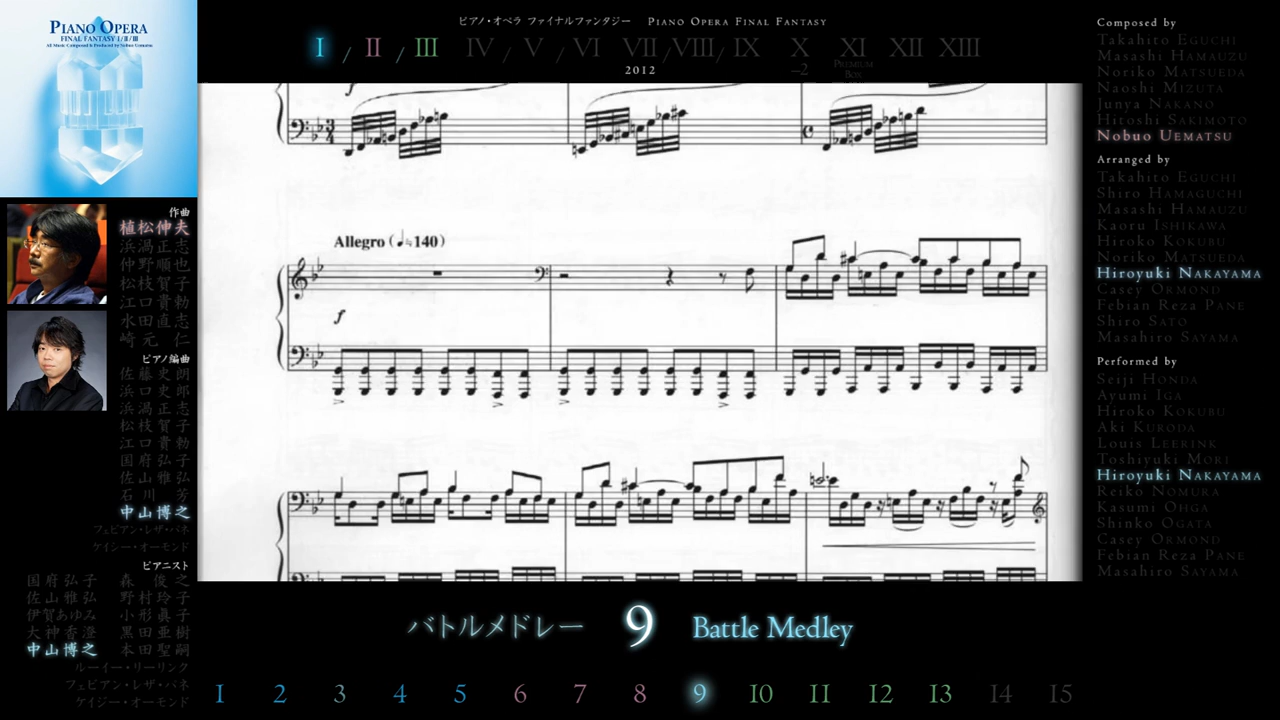 PIANO OPERA
FINAL FANTASY I/II/III
All Music Composed & Produced by Nobuo Uematsu
ピアノ・オペラ ファイナルファンタジー PIANO OPERA FINAL FANTASY
I / II / III IV / V / VI VII / VIII / IX X XI XII XIII
2012
–2
PREMIUM
BOX
作曲
植松伸夫
浜渦正志
仲野順也
松枝賀子
江口貴勅
水田直志
崎元 仁
ピアノ編曲
佐藤史朗
浜口史郎
浜渦正志
松枝賀子
江口貴勅
国府弘子
佐山雅弘
石川 芳
中山博之
フェビアン・レザ・パネ
ケイシー・オーモンド
ピアニスト
国府弘子 森 俊之
佐山雅弘 野村玲子
伊賀あゆみ 小形眞子
大神香澄 黒田亜樹
中山博之 本田聖嗣
ルーイー・リーリンク
フェビアン・レザ・パネ
ケイシー・オーモンド
Allegro (♩≒140)
f
バトルメドレー 9 Battle Medley
1 2 3 4 5 6 7 8 9 10 11 12 13 14 15
Composed by
Takahito EGUCHI
Masashi HAMAUZU
Noriko MATSUEDA
Naoshi MIZUTA
Junya NAKANO
Hitoshi SAKIMOTO
Nobuo UEMATSU
Arranged by
Takahito EGUCHI
Shiro HAMAGUCHI
Masashi HAMAUZU
Kaoru ISHIKAWA
Hiroko KOKUBU
Noriko MATSUEDA
Hiroyuki NAKAYAMA
Casey ORMOND
Febian Reza PANE
Shiro SATO
Masahiro SAYAMA
Performed by
Seiji HONDA
Ayumi IGA
Hiroko KOKUBU
Aki KURODA
Louis LEERINK
Toshiyuki MORI
Hiroyuki NAKAYAMA
Reiko NOMURA
Kasumi OHGA
Shinko OGATA
Casey ORMOND
Febian Reza PANE
Masahiro SAYAMA